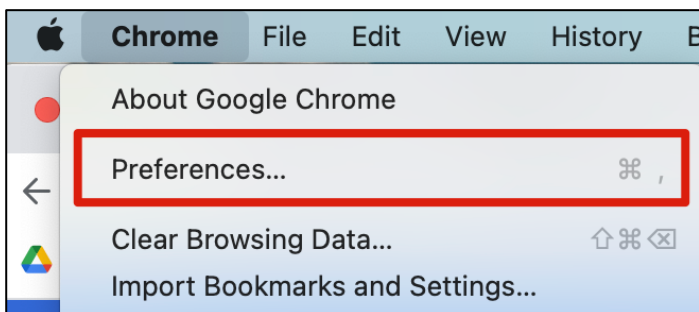 Chrome File Edit View History
About Google Chrome
Preferences... ⌘ ,
Clear Browsing Data... ⇧⌘⌫
Import Bookmarks and Settings...